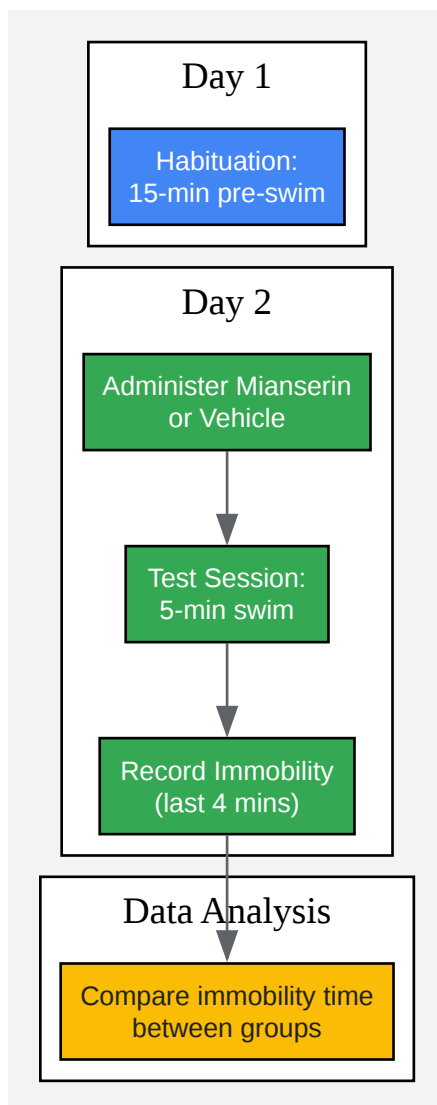 Day 1
Habituation:
15-min pre-swim
Day 2
Administer Mianserin
or Vehicle
Test Session:
5-min swim
Record Immobility
(last 4 mins)
Data Analysis
Compare immobility time
between groups